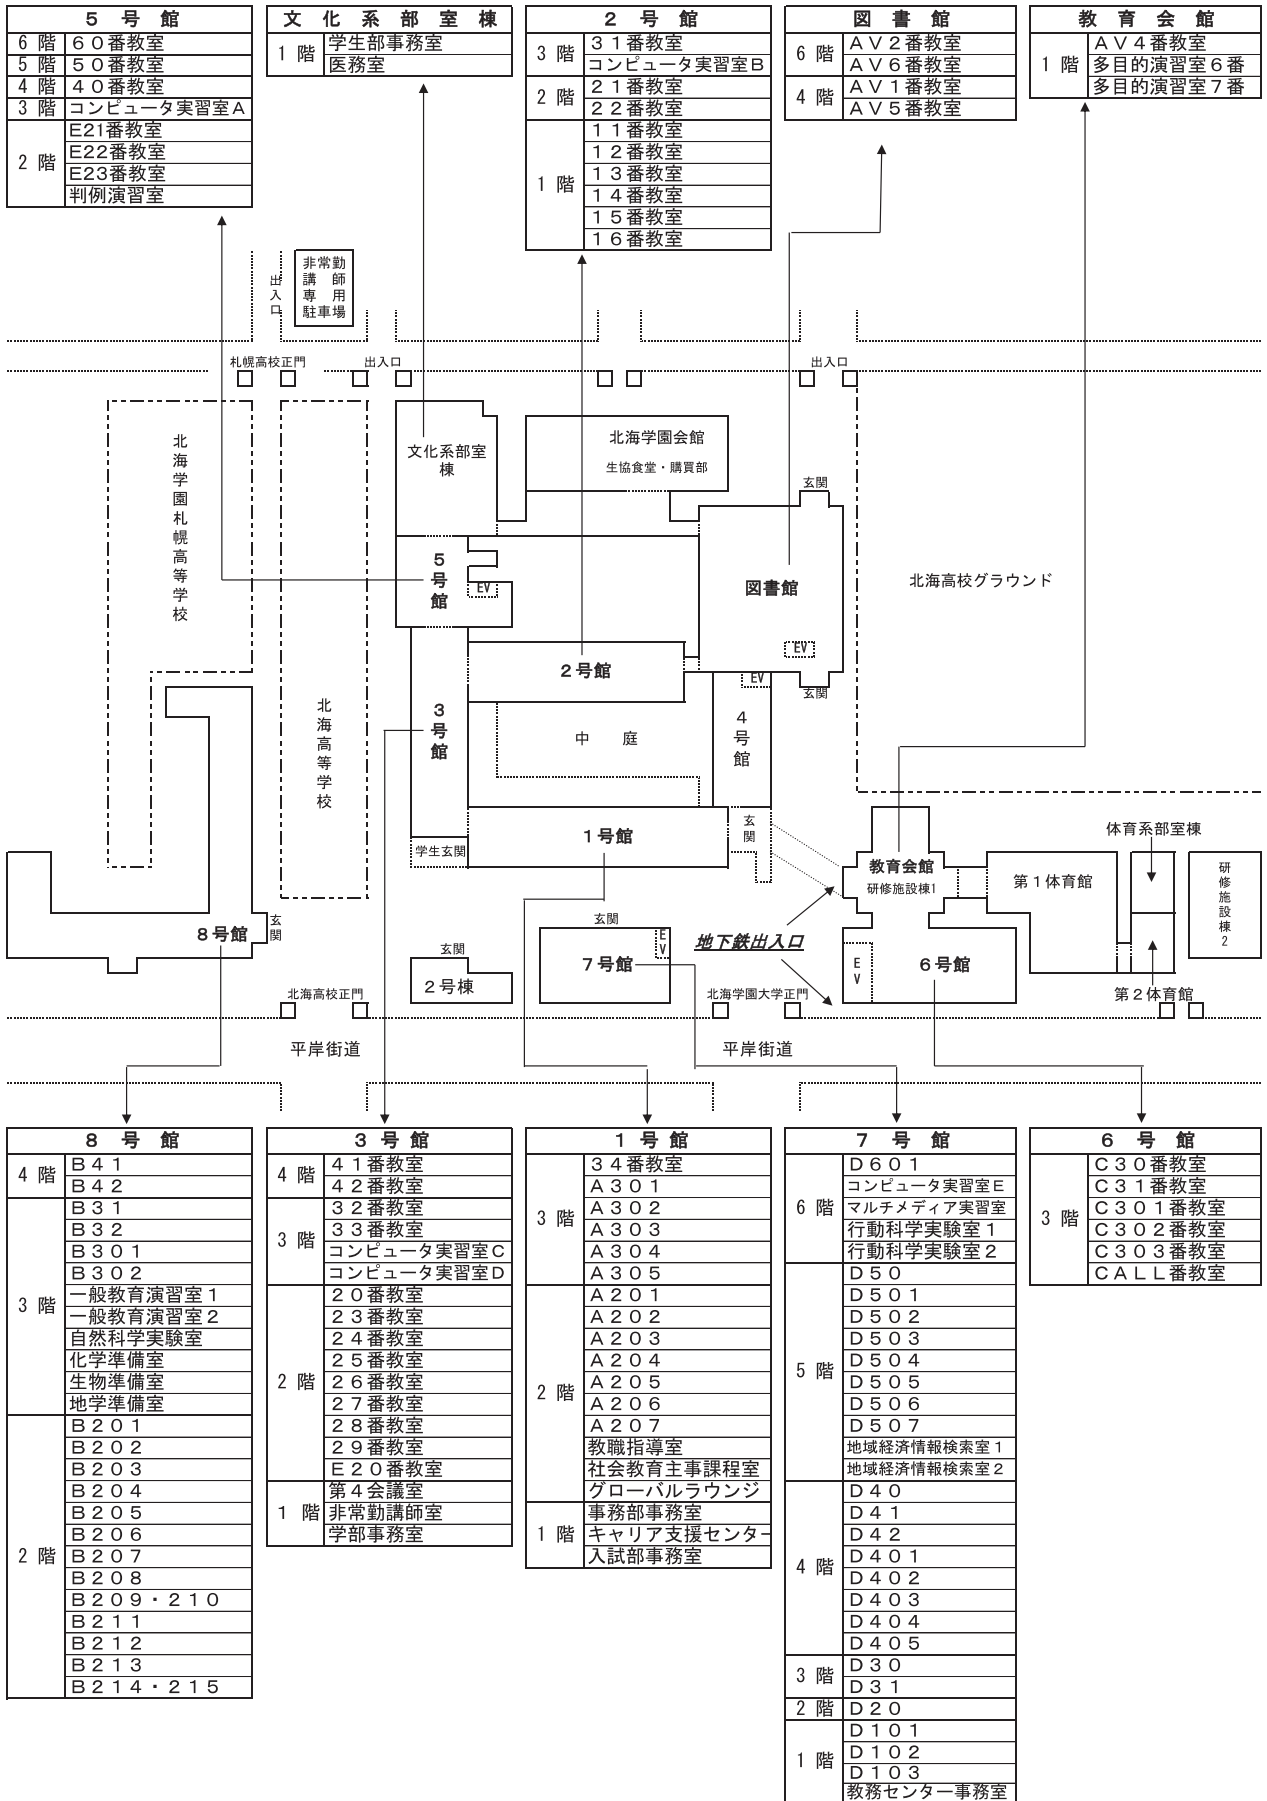 ５　号　館
６ 階
６０番教室
５ 階
５０番教室
４ 階
４０番教室
３ 階
コンピュータ実習室Ａ
２ 階
E21番教室
E22番教室
E23番教室
判例演習室
文　化　系　部　室　棟
１ 階
学生部事務室
医務室
２　号　館
３ 階
３１番教室
コンピュータ実習室Ｂ
２ 階
２１番教室
２２番教室
１ 階
１１番教室
１２番教室
１３番教室
１４番教室
１５番教室
１６番教室
図　書　館
６ 階
ＡＶ２番教室
ＡＶ６番教室
４ 階
ＡＶ１番教室
ＡＶ５番教室
教　育　会　館
１ 階
ＡＶ４番教室
多目的演習室６番
多目的演習室７番
出入口
非常勤
講　師
専　用
駐車場
札幌高校正門
出入口
出入口
北海学園札幌高等学校
北海高等学校
文化系部室
棟
北海学園会館
生協食堂・購買部
玄関
５号館
EV
図書館
EV
北海高校グラウンド
２号館
EV
玄関
３号館
中　庭
４号館
１号館
玄関
学生玄関
教育会館
研修施設棟1
第１体育館
体育系部室棟
研修施設棟2
８号館
玄関
玄関
２号棟
玄関
EV
７号館
地下鉄出入口
EV
６号館
第２体育館
北海高校正門
北海学園大学正門
平岸街道
平岸街道
８　号　館
４ 階
Ｂ４１
Ｂ４２
３ 階
Ｂ３１
Ｂ３２
Ｂ３０１
Ｂ３０２
一般教育演習室１
一般教育演習室２
自然科学実験室
化学準備室
生物準備室
地学準備室
２ 階
Ｂ２０１
Ｂ２０２
Ｂ２０３
Ｂ２０４
Ｂ２０５
Ｂ２０６
Ｂ２０７
Ｂ２０８
Ｂ２０９・２１０
Ｂ２１１
Ｂ２１２
Ｂ２１３
Ｂ２１４・２１５
３ 号 館
４ 階
４１番教室
４２番教室
３ 階
３２番教室
３３番教室
コンピュータ実習室Ｃ
コンピュータ実習室Ｄ
２ 階
２０番教室
２３番教室
２４番教室
２５番教室
２６番教室
２７番教室
２８番教室
２９番教室
Ｅ２０番教室
１ 階
第４会議室
非常勤講師室
学部事務室
１ 号 館
３ 階
３４番教室
Ａ３０１
Ａ３０２
Ａ３０３
Ａ３０４
Ａ３０５
２ 階
Ａ２０１
Ａ２０２
Ａ２０３
Ａ２０４
Ａ２０５
Ａ２０６
Ａ２０７
教職指導室
社会教育主事課程室
グローバルラウンジ
１ 階
事務部事務室
キャリア支援センター
入試部事務室
７　号　館
６ 階
Ｄ６０１
コンピュータ実習室Ｅ
マルチメディア実習室
行動科学実験室１
行動科学実験室２
５ 階
Ｄ５０
Ｄ５０１
Ｄ５０２
Ｄ５０３
Ｄ５０４
Ｄ５０５
Ｄ５０６
Ｄ５０７
地域経済情報検索室１
地域経済情報検索室２
４ 階
Ｄ４０
Ｄ４１
Ｄ４２
Ｄ４０１
Ｄ４０２
Ｄ４０３
Ｄ４０４
Ｄ４０５
３ 階
Ｄ３０
Ｄ３１
２ 階
Ｄ２０
１ 階
Ｄ１０１
Ｄ１０２
Ｄ１０３
教務センター事務室
６　号　館
３ 階
Ｃ３０番教室
Ｃ３１番教室
Ｃ３０１番教室
Ｃ３０２番教室
Ｃ３０３番教室
ＣＡＬＬ番教室